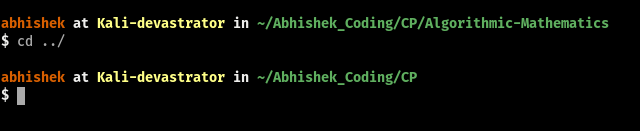 abhishek at Kali-devastrator in ~/Abhishek_Coding/CP/Algorithmic-Mathematics
$ cd ../
abhishek at Kali-devastrator in ~/Abhishek_Coding/CP
$